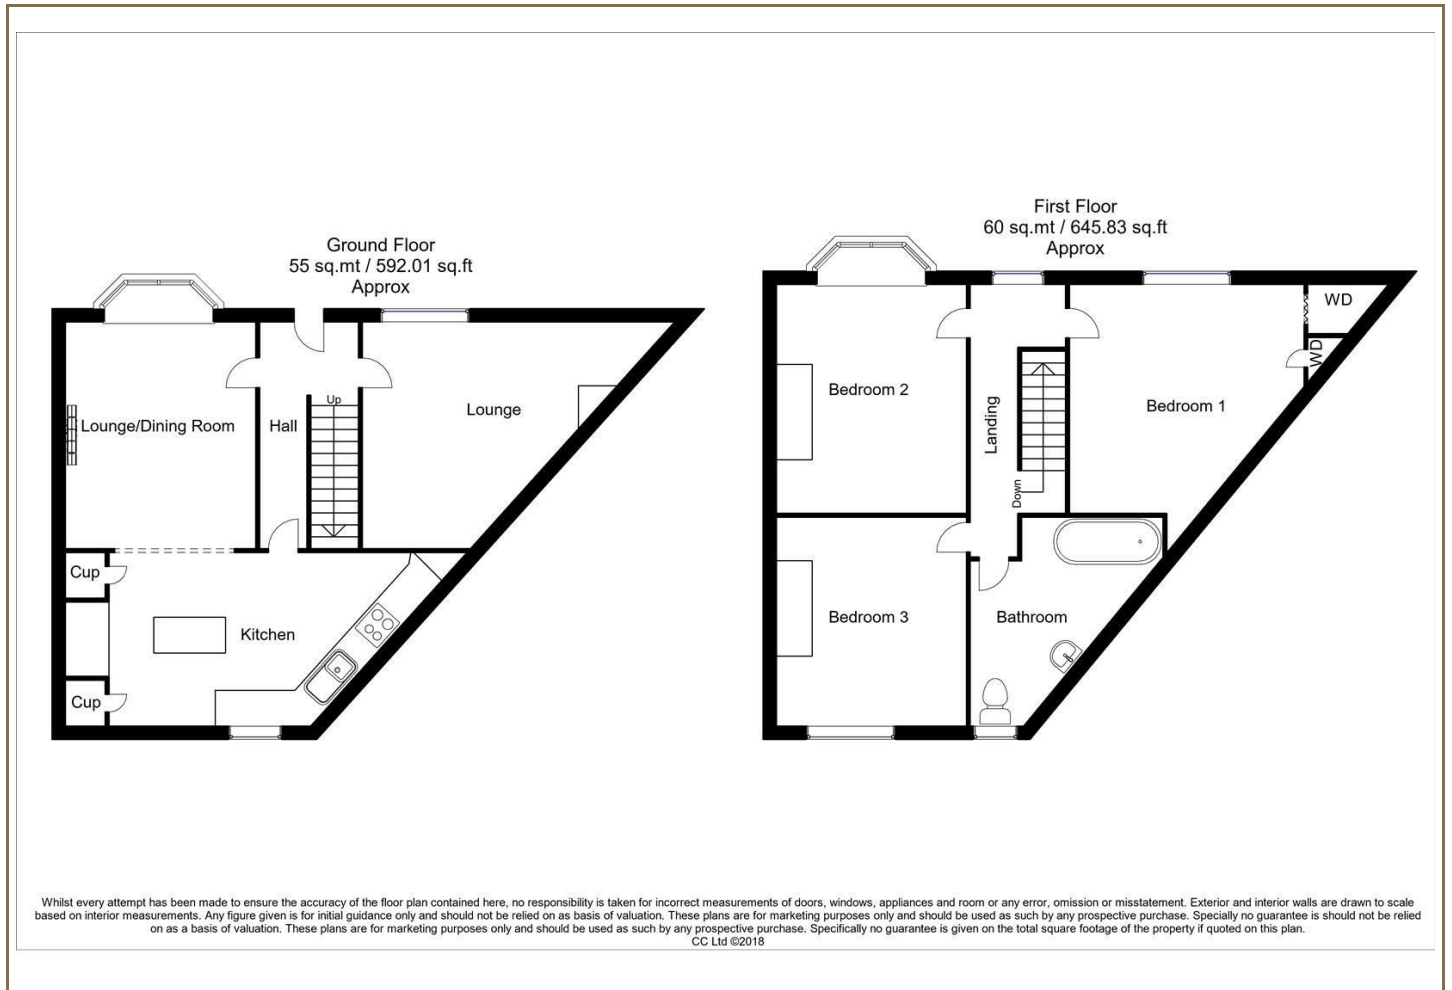 Ground Floor
55 sq.mt / 592.01 sq.ft
Approx
Lounge/Dining Room
Hall
Up
Lounge
Cup
Kitchen
Cup
First Floor
60 sq.mt / 645.83 sq.ft
Approx
Bedroom 2
Landing
Down
Bedroom 1
WD
WD
Bedroom 3
Bathroom
Whilst every attempt has been made to ensure the accuracy of the floor plan contained here, no responsibility is taken for incorrect measurements of doors, windows, appliances and room or any error, omission or misstatement. Exterior and interior walls are drawn to scale
based on interior measurements. Any figure given is for initial guidance only and should not be relied on as basis of valuation. These plans are for marketing purposes only and should be used as such by any prospective purchase. Specially no guarantee is should not be relied
on as a basis of valuation. These plans are for marketing purposes only and should be used as such by any prospective purchase. Specifically no guarantee is given on the total square footage of the property if quoted on this plan.
CC Ltd ©2018